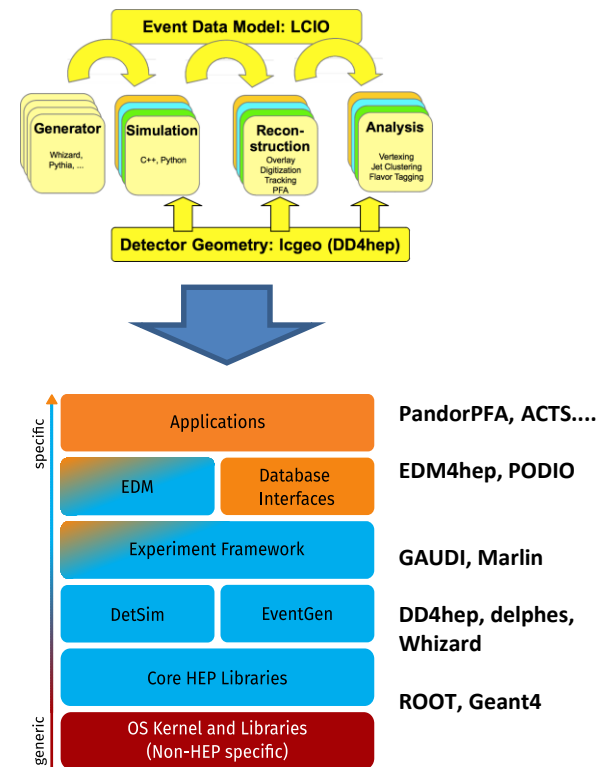 Event Data Model: LCIO
Generator
Whizard,
Pythia, ...
Simulation
C++, Python
Recon-
struction
Overlay
Digitization
Tracking
PFA
Analysis
Vertexing
Jet Clustering
Flavor Tagging
Detector Geometry: lcgeo (DD4hep)
specific
generic
Applications
PandorPFA, ACTS....
EDM
Database
Interfaces
EDM4hep, PODIO
Experiment Framework
GAUDI, Marlin
DetSim
EventGen
DD4hep, delphes,
Whizard
Core HEP Libraries
ROOT, Geant4
OS Kernel and Libraries
(Non-HEP specific)